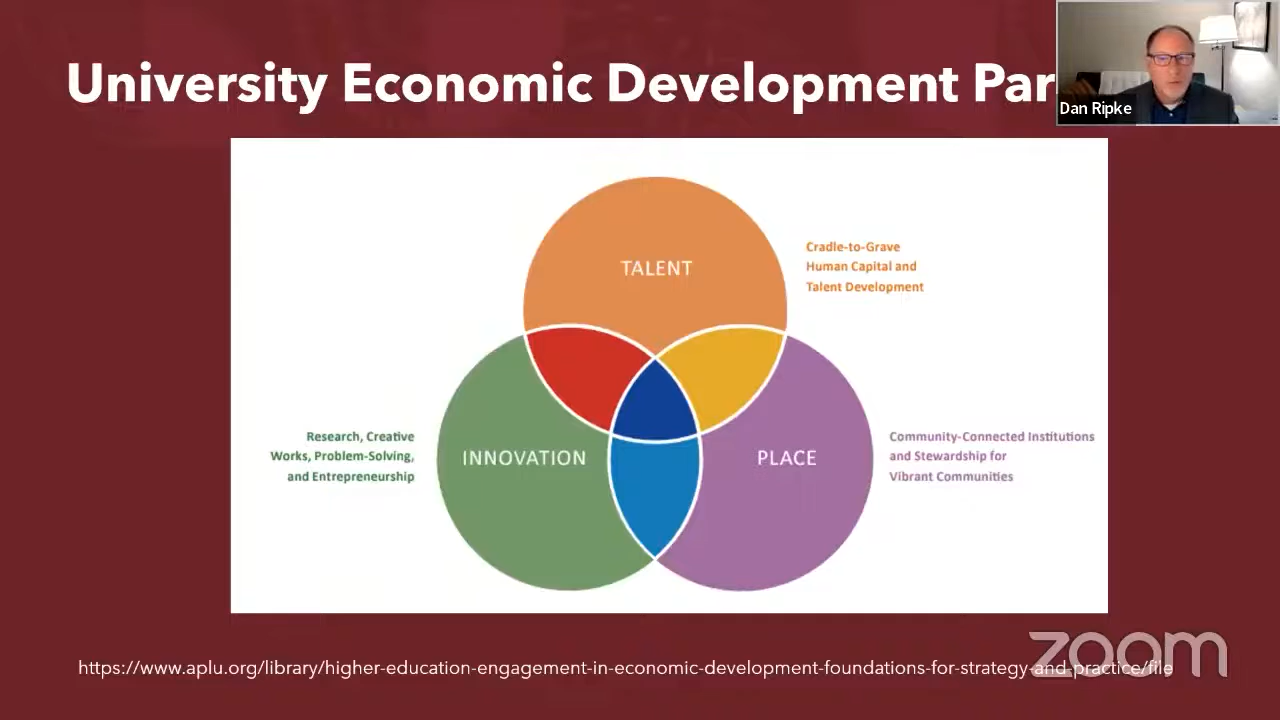 University Economic Development Par
Dan Ripke
TALENT
Cradle-to-Grave
Human Capital and
Talent Development
Research, Creative
Works, Problem-Solving,
and Entrepreneurship
INNOVATION
PLACE
Community-Connected Institutions
and Stewardship for
Vibrant Communities
zoom
https://www.aplu.org/library/higher-education-engagement-in-economic-development-foundations-for-strategy-and-practice/file